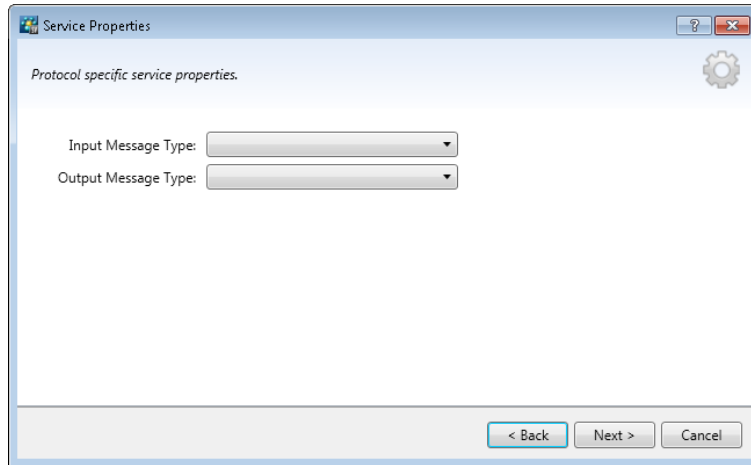 Service Properties
?
Protocol specific service properties.
Input Message Type:
Output Message Type:
< Back
Next >
Cancel